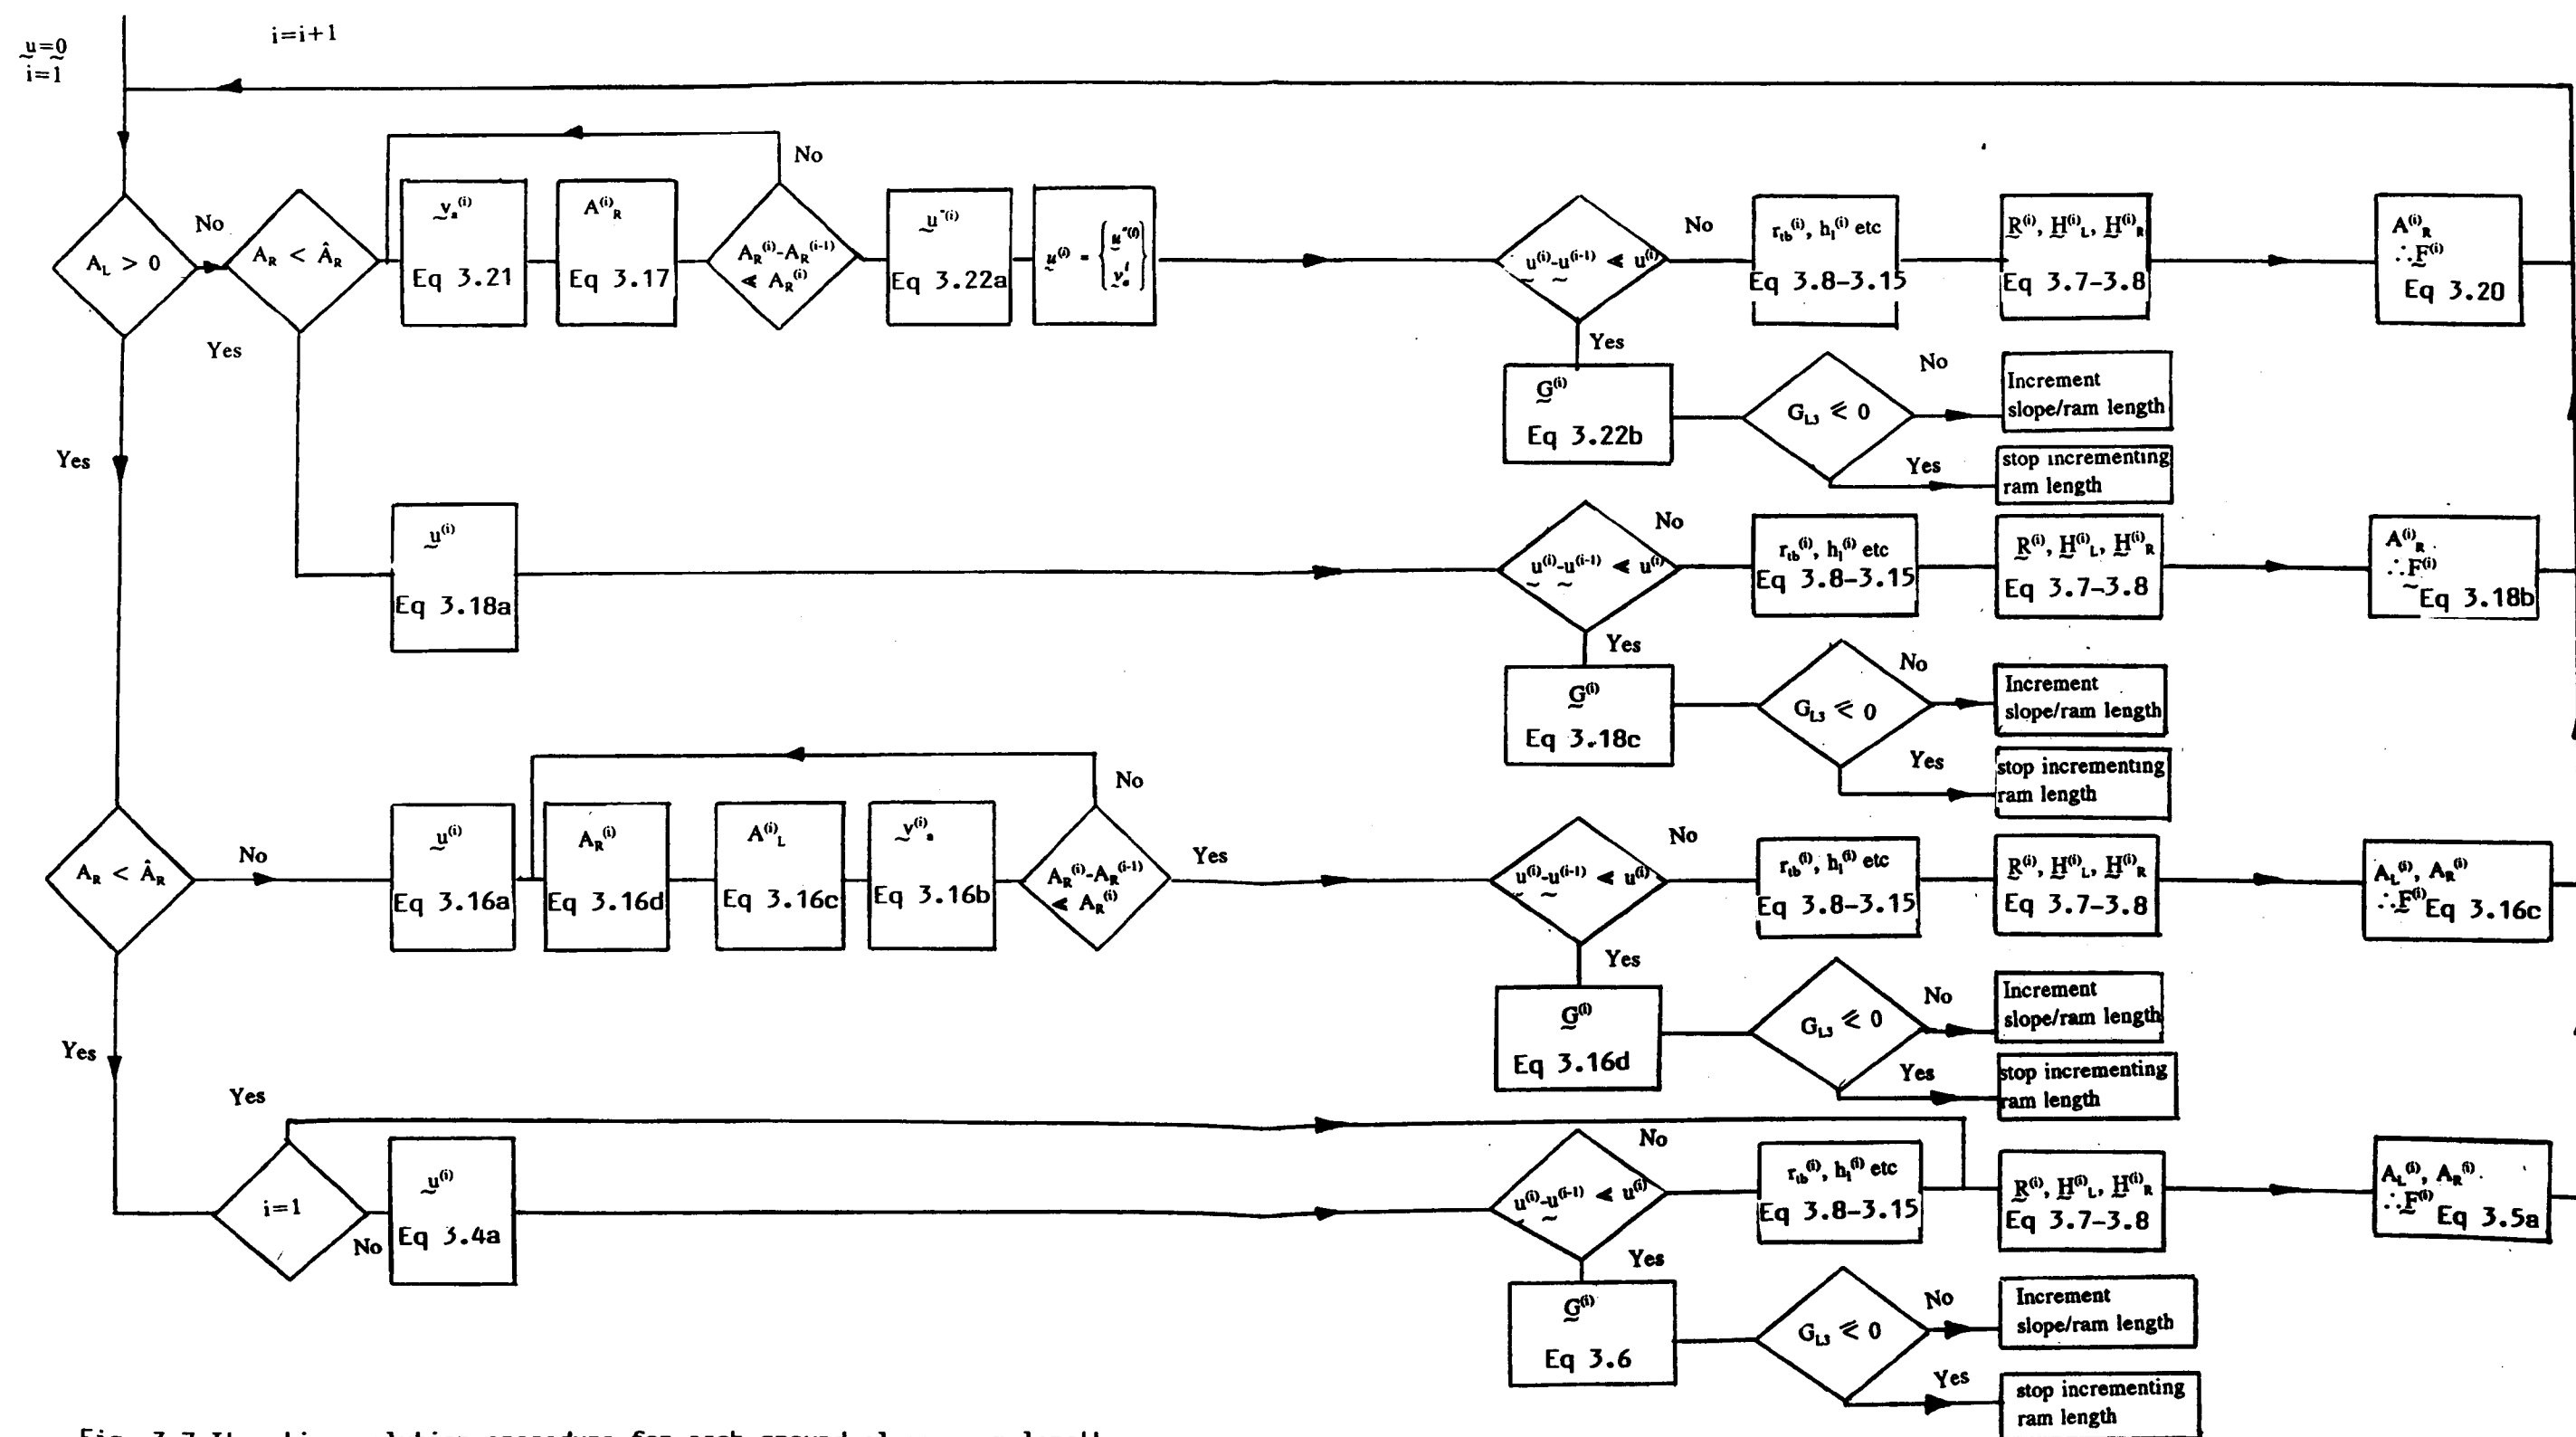 u=0
i=1
i=i+1
A_L > 0
No
A_R < Â_R
Yes
v_a^(i)
Eq 3.21
A^(i)_R
Eq 3.17
No
A_R^(i)-A_R^(i-1)
≪ A_R^(i)
u^(i)
Eq 3.22a
u^(i) =
u^(i)-u^(i-1) ≪ u^(i)
No
Yes
r_tb^(i), h_l^(i) etc
Eq 3.8-3.15
R^(i), H^(i)_L, H^(i)_R
Eq 3.7-3.8
A^(i)_R
∴F^(i)
Eq 3.20
G^(i)
Eq 3.22b
G_L3 ≤ 0
No
Increment
slope/ram length
Yes
stop incrementing
ram length
Yes
u^(i)
Eq 3.18a
u^(i)-u^(i-1) ≪ u^(i)
No
Yes
r_tb^(i), h_l^(i) etc
Eq 3.8-3.15
R^(i), H^(i)_L, H^(i)_R
Eq 3.7-3.8
A^(i)_R
∴F^(i)
Eq 3.18b
G^(i)
Eq 3.18c
G_L3 ≤ 0
No
Increment
slope/ram length
Yes
stop incrementing
ram length
A_R < Â_R
No
u^(i)
Eq 3.16a
A_R^(i)
Eq 3.16d
A^(i)_L
Eq 3.16c
v^(i)_a
Eq 3.16b
No
A_R^(i)-A_R^(i-1)
≪ A_R^(i)
Yes
u^(i)-u^(i-1) ≪ u^(i)
No
Yes
r_tb^(i), h_l^(i) etc
Eq 3.8-3.15
R^(i), H^(i)_L, H^(i)_R
Eq 3.7-3.8
A_L^(i), A_R^(i)
∴F^(i) Eq 3.16c
G^(i)
Eq 3.16d
G_L3 ≤ 0
No
Increment
slope/ram length
Yes
stop incrementing
ram length
Yes
Yes
i=1
No
u^(i)
Eq 3.4a
u^(i)-u^(i-1) ≪ u^(i)
No
Yes
r_tb^(i), h_l^(i) etc
Eq 3.8-3.15
R^(i), H^(i)_L, H^(i)_R
Eq 3.7-3.8
A_L^(i), A_R^(i)
∴F^(i) Eq 3.5a
G^(i)
Eq 3.6
G_L3 ≤ 0
No
Increment
slope/ram length
Yes
stop incrementing
ram length